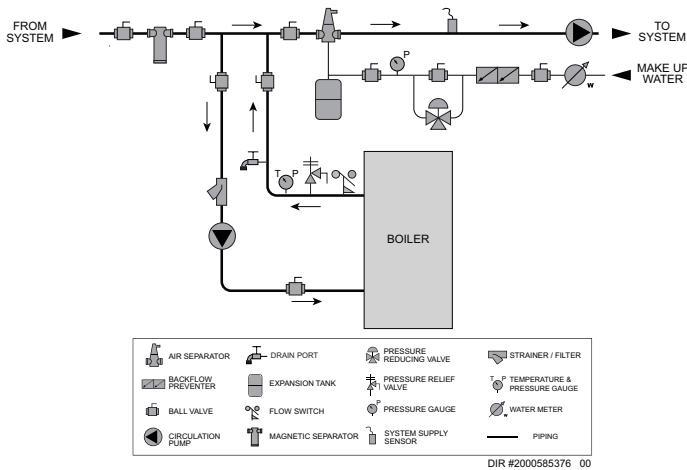 FROM
SYSTEM
TO
SYSTEM
P
MAKE UP
WATER
W
T P
BOILER
AIR SEPARATOR
DRAIN PORT
PRESSURE
REDUCING VALVE
STRAINER / FILTER
BACKFLOW
PREVENTER
EXPANSION TANK
PRESSURE RELIEF
VALVE
T P
TEMPERATURE &
PRESSURE GAUGE
BALL VALVE
FLOW SWITCH
P
PRESSURE GAUGE
W
WATER METER
CIRCULATION
PUMP
MAGNETIC SEPARATOR
SYSTEM SUPPLY
SENSOR
PIPING
DIR #2000585376 00